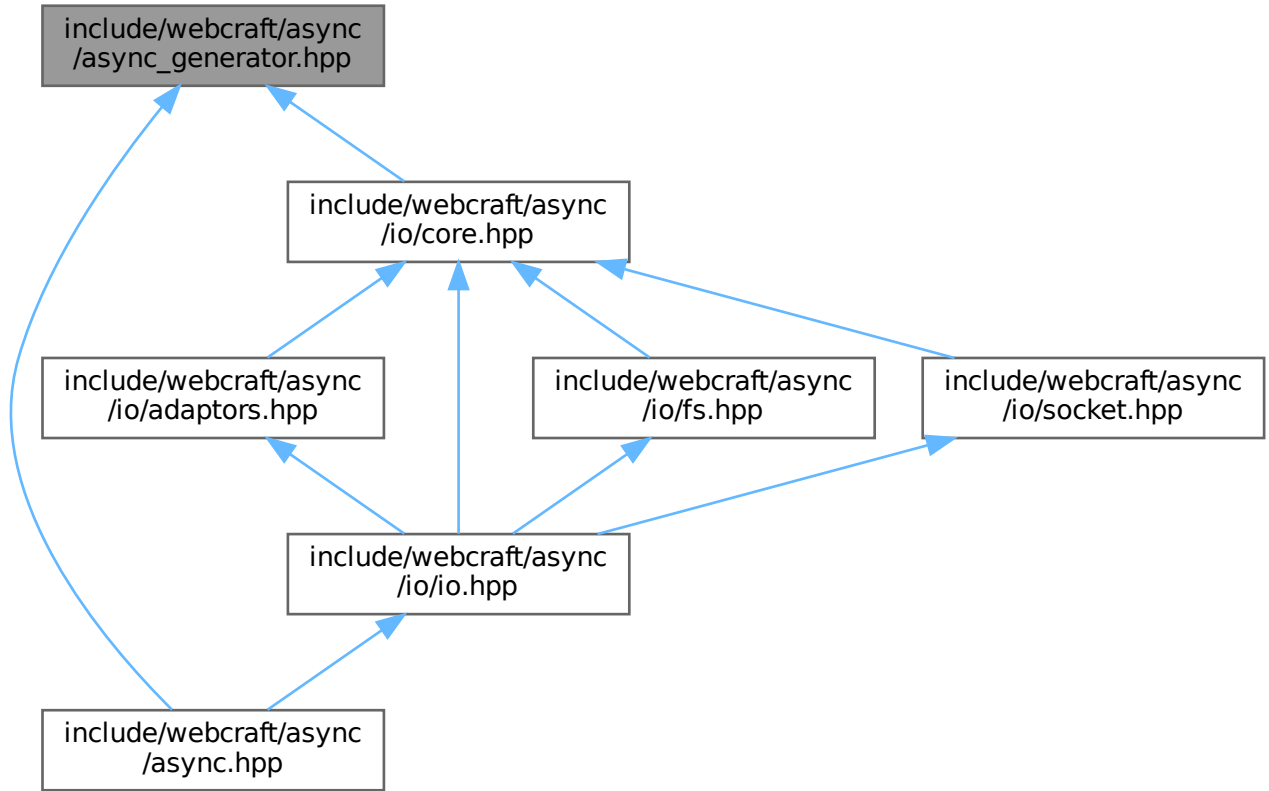 include/webcraft/async
/async_generator.hpp
include/webcraft/async
/io/core.hpp
include/webcraft/async
/io/adaptors.hpp
include/webcraft/async
/io/fs.hpp
include/webcraft/async
/io/socket.hpp
include/webcraft/async
/io/io.hpp
include/webcraft/async
/async.hpp